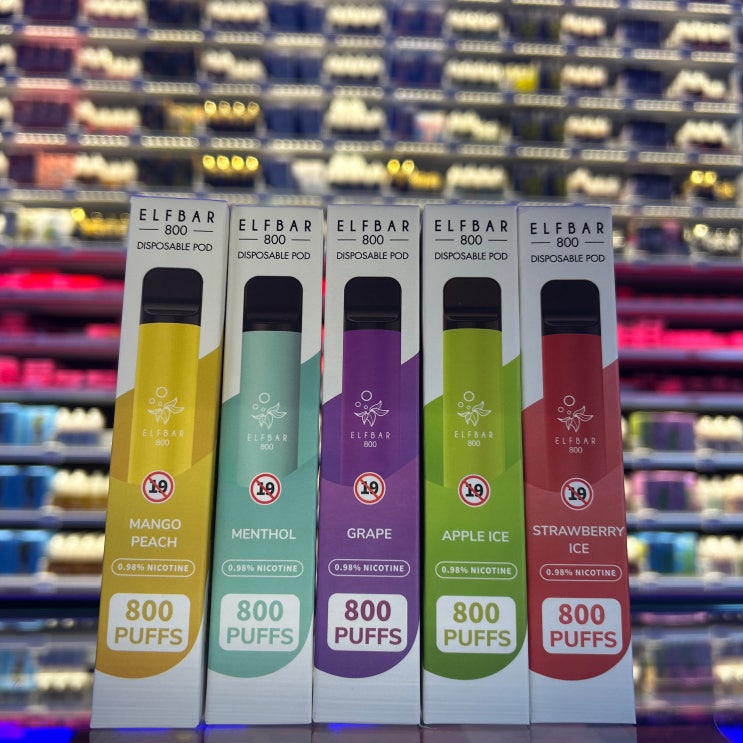 ELFBAR
800
DISPOSABLE POD
ELFBAR
800
19
MANGO
PEACH
0.98% NICOTINE
800
PUFFS
ELFBAR
800
DISPOSABLE POD
ELFBAR
800
19
MENTHOL
0.98% NICOTINE
800
PUFFS
ELFBAR
800
DISPOSABLE POD
ELFBAR
800
19
GRAPE
0.98% NICOTINE
800
PUFFS
ELFBAR
800
DISPOSABLE POD
ELFBAR
800
19
APPLE ICE
0.98% NICOTINE
800
PUFFS
ELFBAR
800
DISPOSABLE POD
ELFBAR
800
19
STRAWBERRY
ICE
0.98% NICOTINE
800
PUFFS